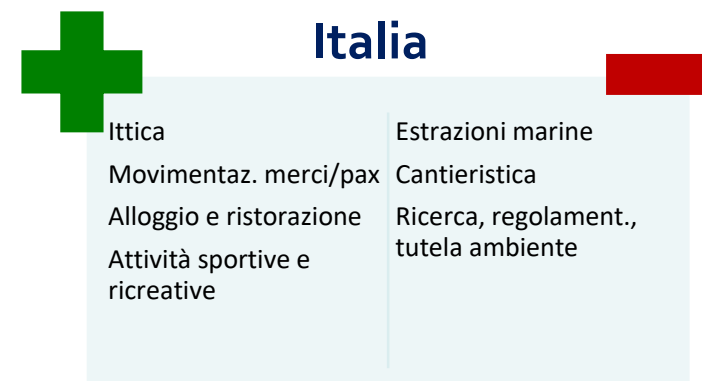 Italia
Ittica
Movimentaz. merci/pax
Alloggio e ristorazione
Attività sportive e
ricreative
Estrazioni marine
Cantieristica
Ricerca, regolament.,
tutela ambiente